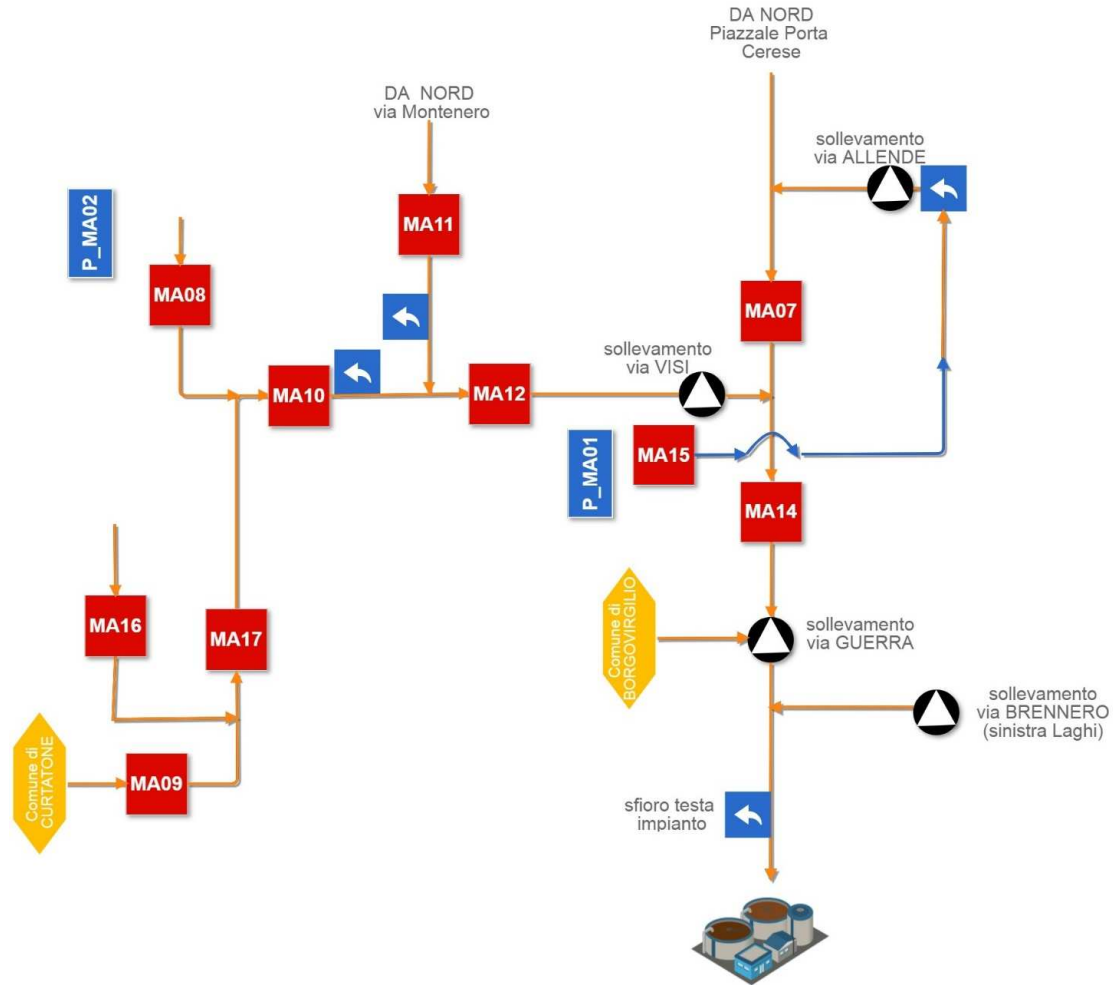 DA NORD
Piazzale Porta
Cerese
DA NORD
via Montenero
sollevamento
via ALLENDE
P_MA02
MA11
MA08
MA07
sollevamento
via VISI
MA10
MA12
MA15
P_MA01
MA14
MA16
MA17
Comune di
BORGOVIRGILIO
sollevamento
via GUERRA
sollevamento
via BRENNERO
(sinistra Laghi)
Comune di
CURTATONE
MA09
sfioro testa
impianto